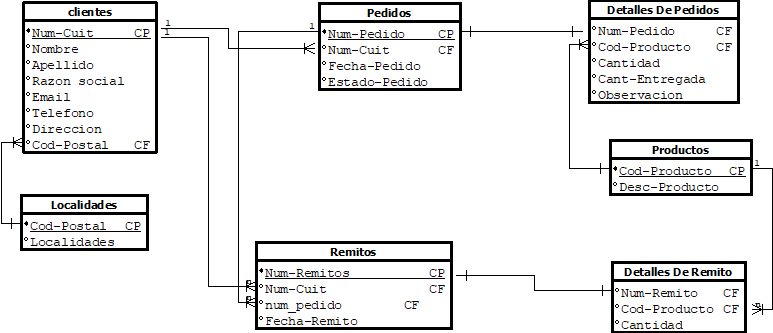 clientes
Num-Cuit CP
Nombre
Apellido
Razon social
Email
Telefono
Direccion
Cod-Postal CF
Localidades
Cod-Postal CP
Localidades
Pedidos
Num-Pedido CP
Num-Cuit CF
Fecha-Pedido
Estado-Pedido
Detalles De Pedidos
Num-Pedido CF
Cod-Producto CF
Cantidad
Cant-Entregada
Observacion
Productos
Cod-Producto CP
Desc-Producto
Remitos
Num-Remitos CP
Num-Cuit CF
num_pedido CF
Fecha-Remito
Detalles De Remito
Num-Remito CF
Cod-Producto CF
Cantidad
1
1
1
1